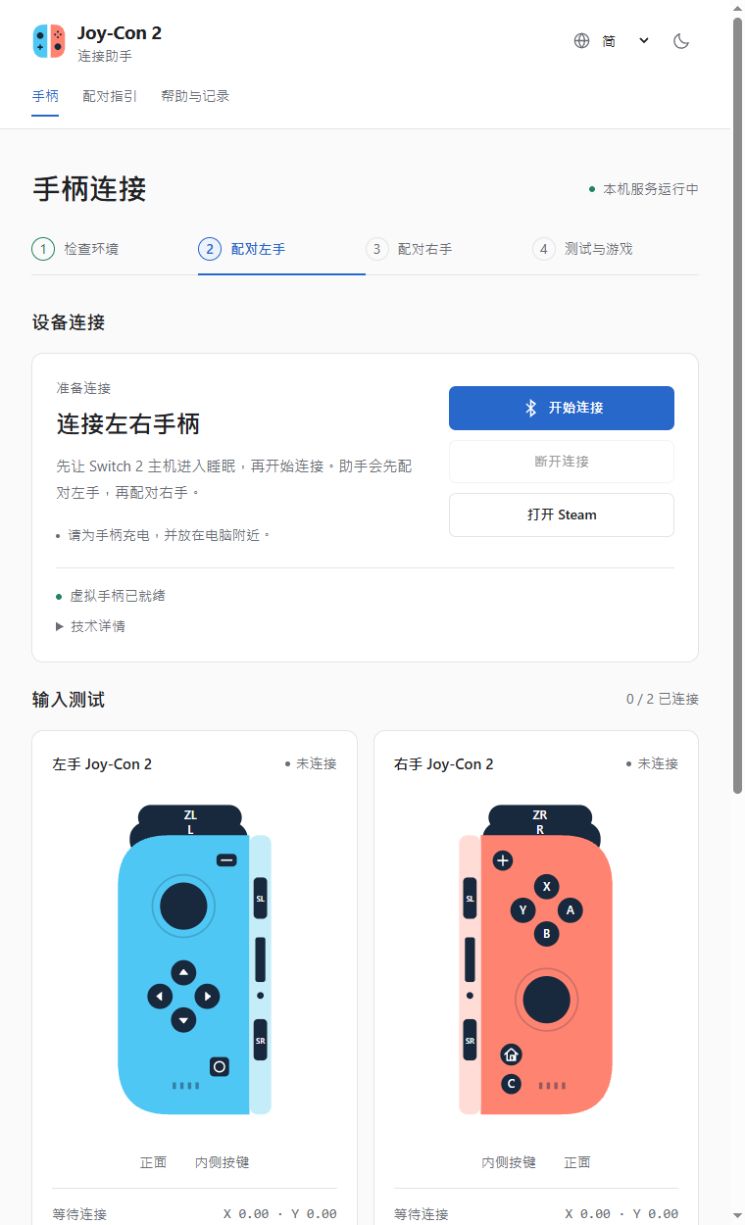 Joy-Con 2
连接助手
简
手柄
配对指引
帮助与记录
手柄连接
本机服务运行中
1 检查环境
2 配对左手
3 配对右手
4 测试与游戏
设备连接
准备连接
连接左右手柄
先让 Switch 2 主机进入睡眠，再开始连接。助手会先配
对左手，再配对右手。
• 请为手柄充电，并放在电脑附近。
开始连接
断开连接
打开 Steam
虚拟手柄已就绪
▶ 技术详情
输入测试
0 / 2 已连接
左手 Joy-Con 2
未连接
ZL
L
SL
SR
正面
内侧按键
等待连接
X 0.00 · Y 0.00
右手 Joy-Con 2
未连接
ZR
R
SL
X
Y
A
B
SR
C
内侧按键
正面
等待连接
X 0.00 · Y 0.00